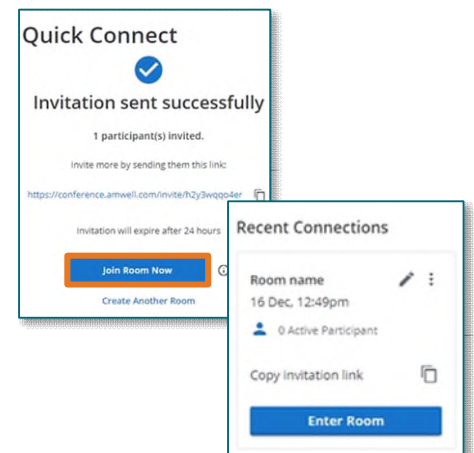 Quick Connect
Invitation sent successfully
1 participant(s) invited.
Invite more by sending them this link:
https://conference.amwell.com/invite/h2y3wqqo4er
Invitation will expire after 24 hours
Join Room Now
Create Another Room
Recent Connections
Room name
16 Dec, 12:49pm
0 Active Participant
Copy invitation link
Enter Room